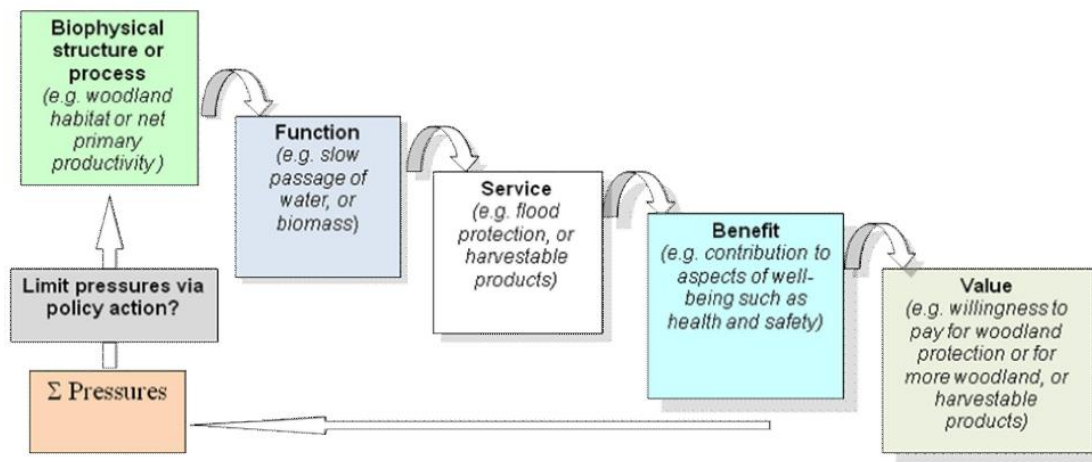 Biophysical
structure or
process
(e.g. woodland
habitat or net
primary
productivity)
Function
(e.g. slow
passage of
water, or
biomass)
Service
(e.g. flood
protection, or
harvestable
products)
Benefit
(e.g. contribution to
aspects of well-
being such as
health and safety)
Value
(e.g. willingness to
pay for woodland
protection or for
more woodland, or
harvestable
products)
Limit pressures via
policy action?
Σ Pressures